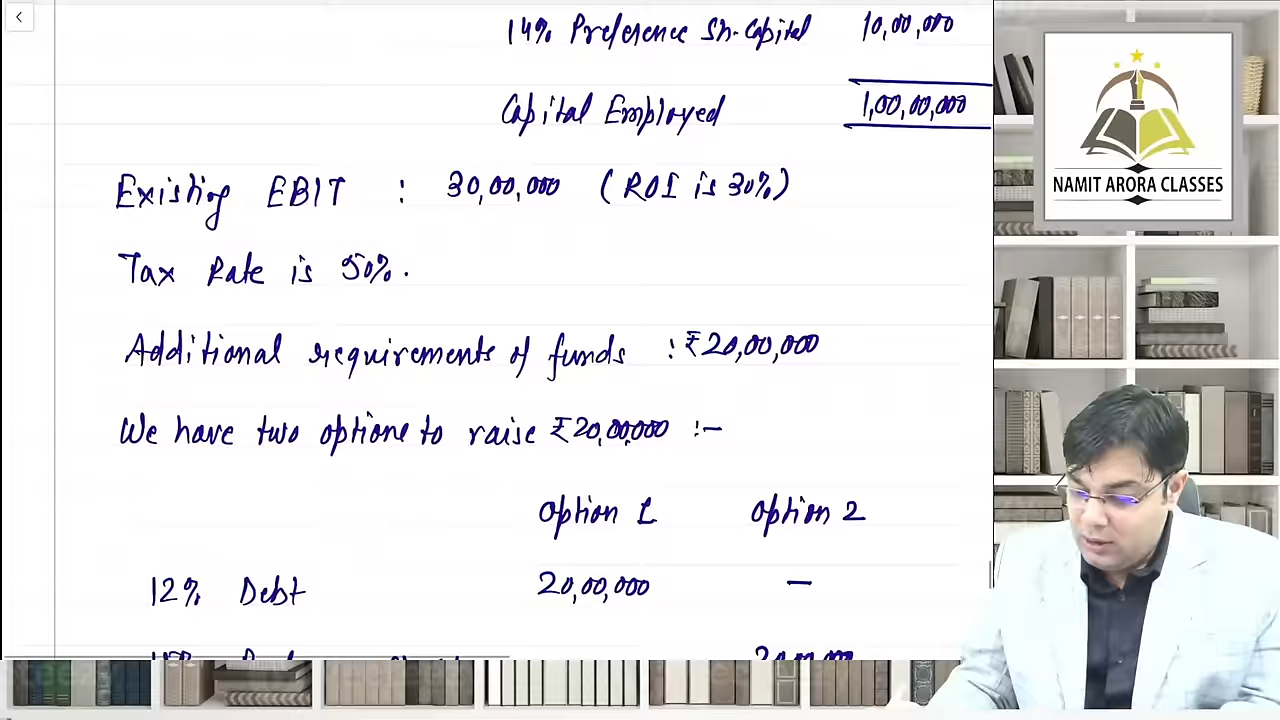 14% Preference Sh. Capital 10,00,000
Capital Employed 1,00,00,000
Existing EBIT : 30,00,000 (ROI is 30%)
Tax Rate is 50%.
Additional requirements of funds : ₹20,00,000
We have two options to raise ₹20,00,000 :-
Option 1 Option 2
12% Debt 20,00,000 —
NAMIT ARORA CLASSES